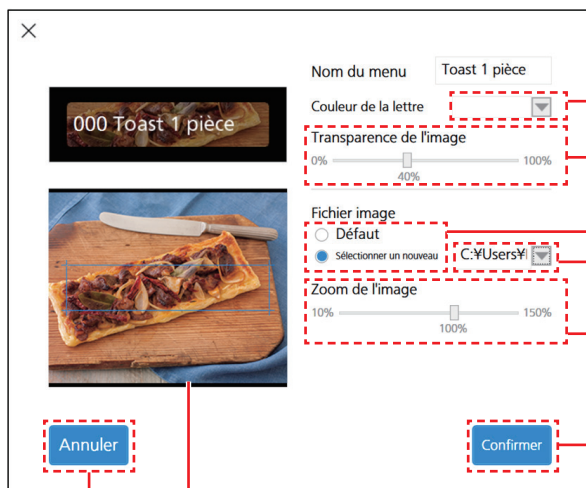 Nom du menu Toast 1 pièce
000 Toast 1 pièce
Couleur de la lettre
Transparence de l'image
0% 100%
40%
Fichier image
Défaut
Sélectionner un nouveau C:¥Users¥
Zoom de l'image
10% 150%
100%
Annuler Confirmer